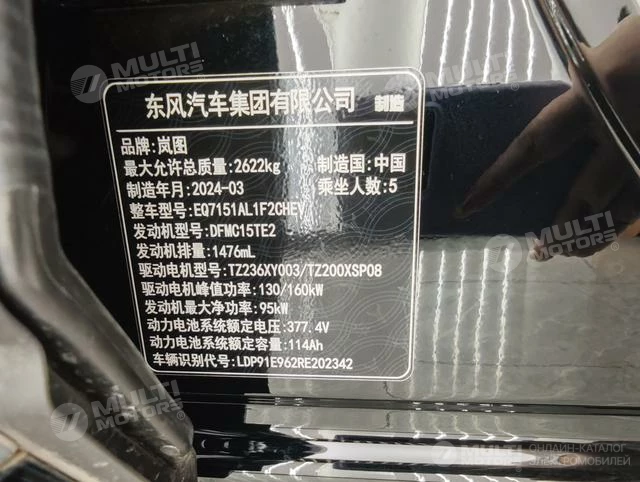 MULTI MOTORS
MULTI MOTORS
MULTI MOTORS
东风汽车集团有限公司 制造
品牌:岚图
最大允许总质量:2622kg 制造国:中国
制造年月:2024-03 乘坐人数:5
整车型号:EQ7151AL1F2CHEV
发动机型号:DFMC15TE2
发动机排量:1476mL
驱动电机型号:TZ236XY003/TZ200XSP08
驱动电机峰值功率:130/160kW
发动机最大净功率:95kW
动力电池系统额定电压:377.4V
动力电池系统额定容量:114Ah
车辆识别代号:LDP91E962RE202342
MULTI MOTORS
MULTI MOTORS
MULTI ОНЛАЙН-КАТАЛОГ
ЭЛЕКТРОМОБИЛЕЙ